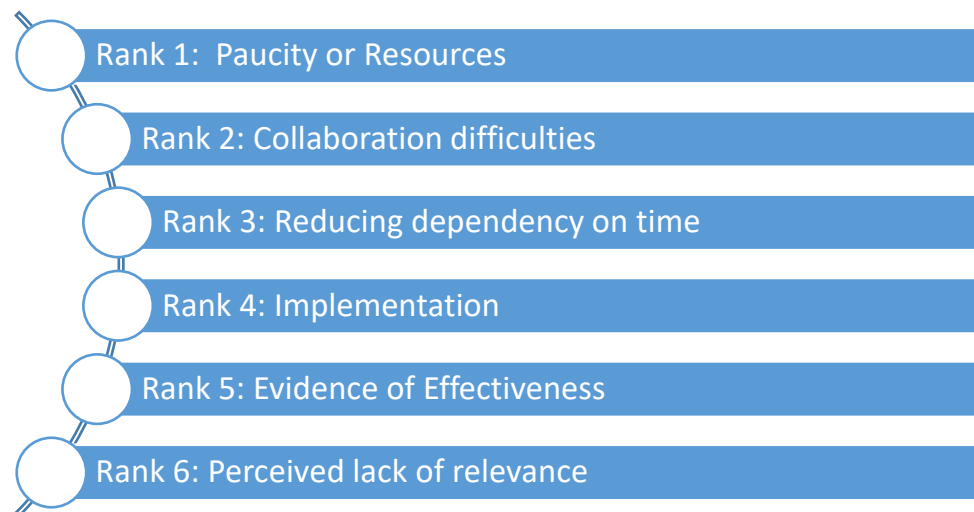 Rank 1:  Paucity or Resources
Rank 2: Collaboration difficulties
Rank 3: Reducing dependency on time
Rank 4: Implementation
Rank 5: Evidence of Effectiveness
Rank 6: Perceived lack of relevance